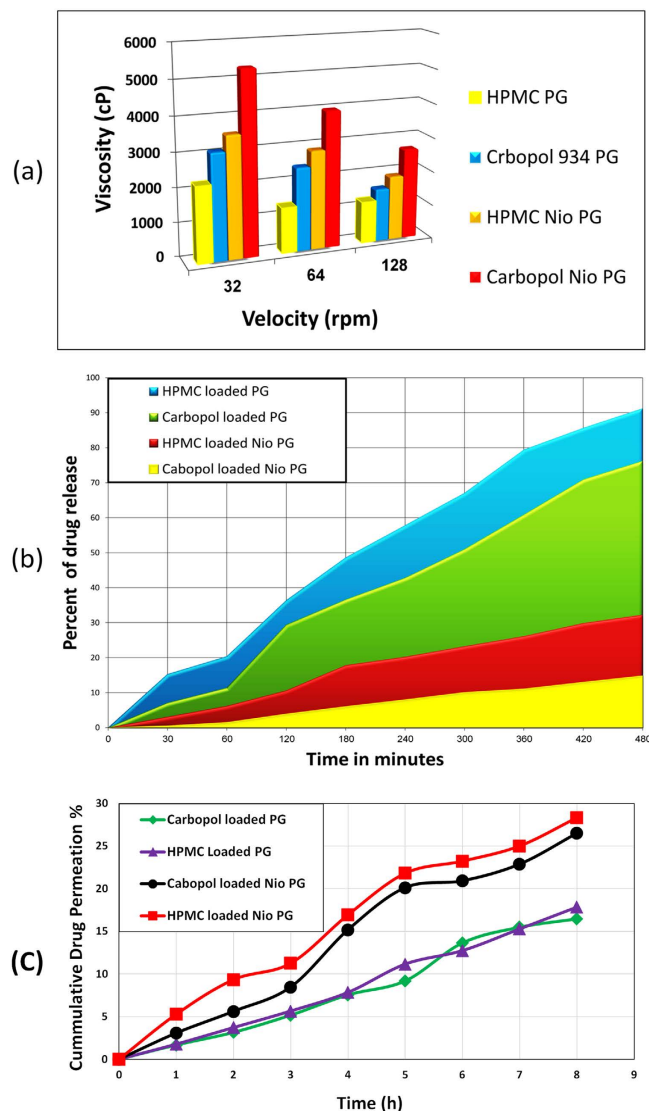 (a)
Viscosity (cP)
6000
5000
4000
3000
2000
1000
0
32
64
128
Velocity (rpm)
HPMC PG
Crbopol 934 PG
HPMC Nio PG
Carbopol Nio PG
(b)
Percent of drug release
100
90
80
70
60
50
40
30
20
10
0
HPMC loaded PG
Carbopol loaded PG
HPMC loaded Nio PG
Cabopol loaded Nio PG
0 30 60 120 180 240 300 360 420 480
Time in minutes
(C)
Cummulative Drug Permeation %
30
25
20
15
10
5
0
Carbopol loaded PG
HPMC Loaded PG
Cabopol loaded Nio PG
HPMC loaded Nio PG
0 1 2 3 4 5 6 7 8 9
Time (h)